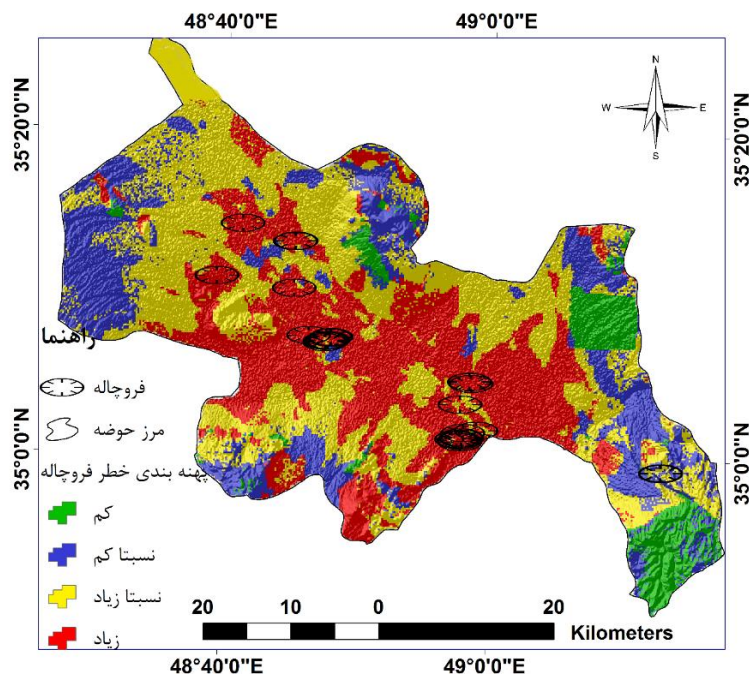 48°40'0"E 49°0'0"E
N
W E
S
35°20'0"N 35°20'0"N
راهنما
فروچاله
مرز حوضه
35°0'0"N 35°0'0"N
پهنه بندی خطر فروچاله
کم
نسبتا کم
نسبتا زیاد
زیاد
20 10 0 20
Kilometers
48°40'0"E 49°0'0"E